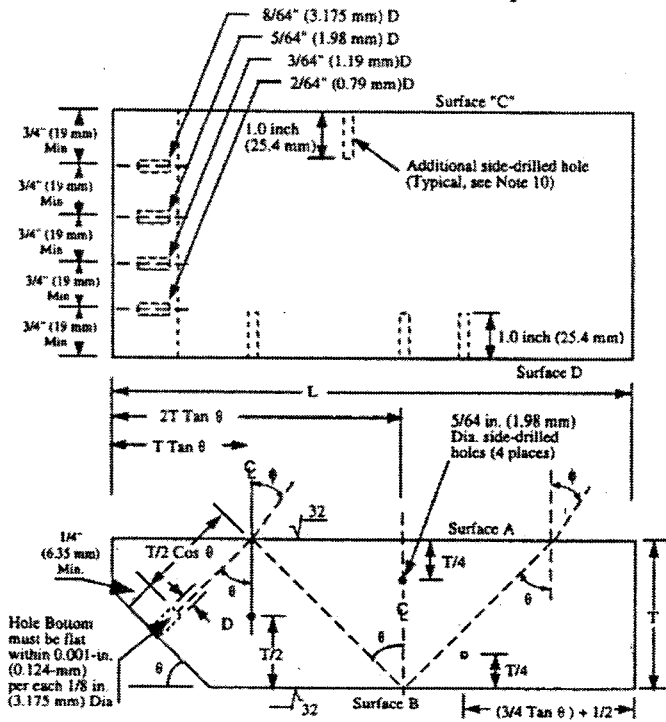 8/64" (3.175 mm) D
5/64" (1.98 mm) D
3/64" (1.19 mm)D
2/64" (0.79 mm)D
Surface "C"
3/4" (19 mm)
Min
1.0 inch
(25.4 mm)
Additional side-drilled hole
(Typical, see Note 10)
3/4" (19 mm)
Min
3/4" (19 mm)
Min
3/4" (19 mm)
Min
3/4" (19 mm)
Min
1.0 inch (25.4 mm)
Surface D
L
2T Tan θ
T Tan θ
5/64 in. (1.98 mm)
Dia. side-drilled
holes (4 places)
℄
ϕ
ϕ
32
Surface A
1/4"
(6.35 mm)
Min.
T/2 Cos θ
T/4
θ
θ
℄
T
D
Hole Bottom
must be flat
within 0.001-in.
(0.124-mm)
per each 1/8 in.
(3.175 mm) Dia
θ
T/2
θ
T/4
32
Surface B
(3/4 Tan θ) + 1/2